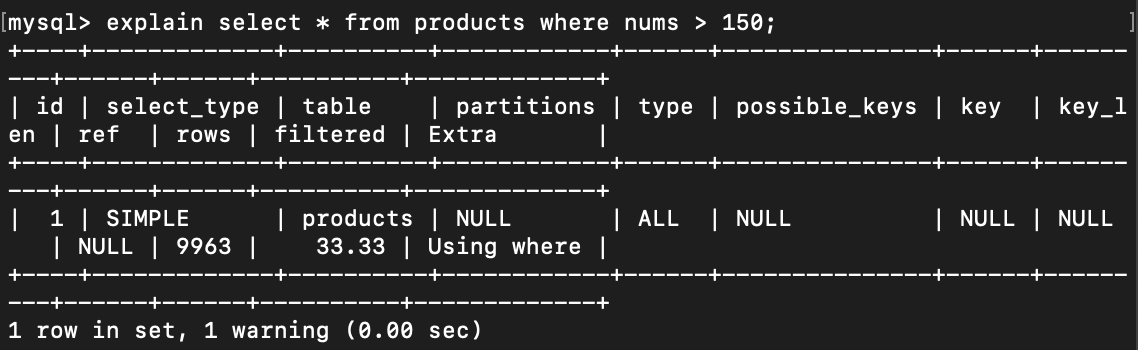 [mysql> explain select * from products where nums > 150; ]
+----+-------------+----------+------------+------+---------------+------+------
---+------+------+----------+-------------+
| id | select_type | table    | partitions | type | possible_keys | key  | key_l
en | ref  | rows | filtered | Extra       |
+----+-------------+----------+------------+------+---------------+------+------
---+------+------+----------+-------------+
|  1 | SIMPLE      | products | NULL       | ALL  | NULL          | NULL | NULL 
   | NULL | 9963 |    33.33 | Using where |
+----+-------------+----------+------------+------+---------------+------+------
---+------+------+----------+-------------+
1 row in set, 1 warning (0.00 sec)